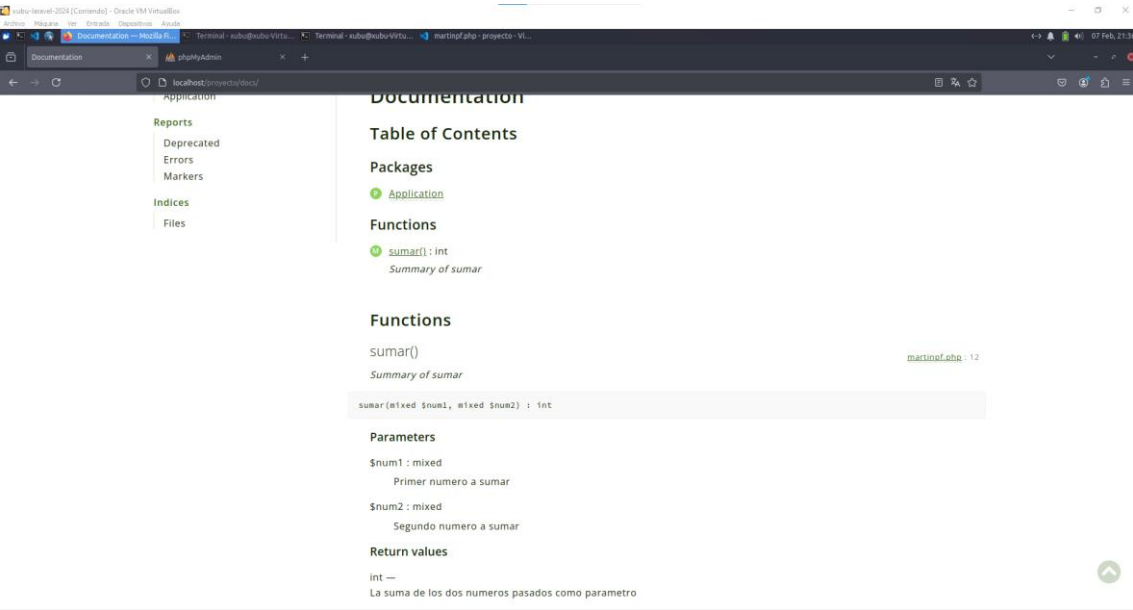 xubu-laravel-2024 [Corriendo] - Oracle VM VirtualBox
Archivo Máquina Ver Entrada Dispositivos Ayuda
Documentation — Mozilla Fi... Terminal - xubu@xubu-Virtu... Terminal - xubu@xubu-Virtu... martinpf.php - proyecto - Vi... 07 Feb, 21:3
Documentation phpMyAdmin
localhost/proyecto/docs/
Application
Reports
Deprecated
Errors
Markers
Indices
Files
Documentation
Table of Contents
Packages
P Application
Functions
M sumar() : int
Summary of sumar
Functions
sumar()
martinpf.php : 12
Summary of sumar
sumar(mixed $num1, mixed $num2) : int
Parameters
$num1 : mixed
Primer numero a sumar
$num2 : mixed
Segundo numero a sumar
Return values
int —
La suma de los dos numeros pasados como parametro